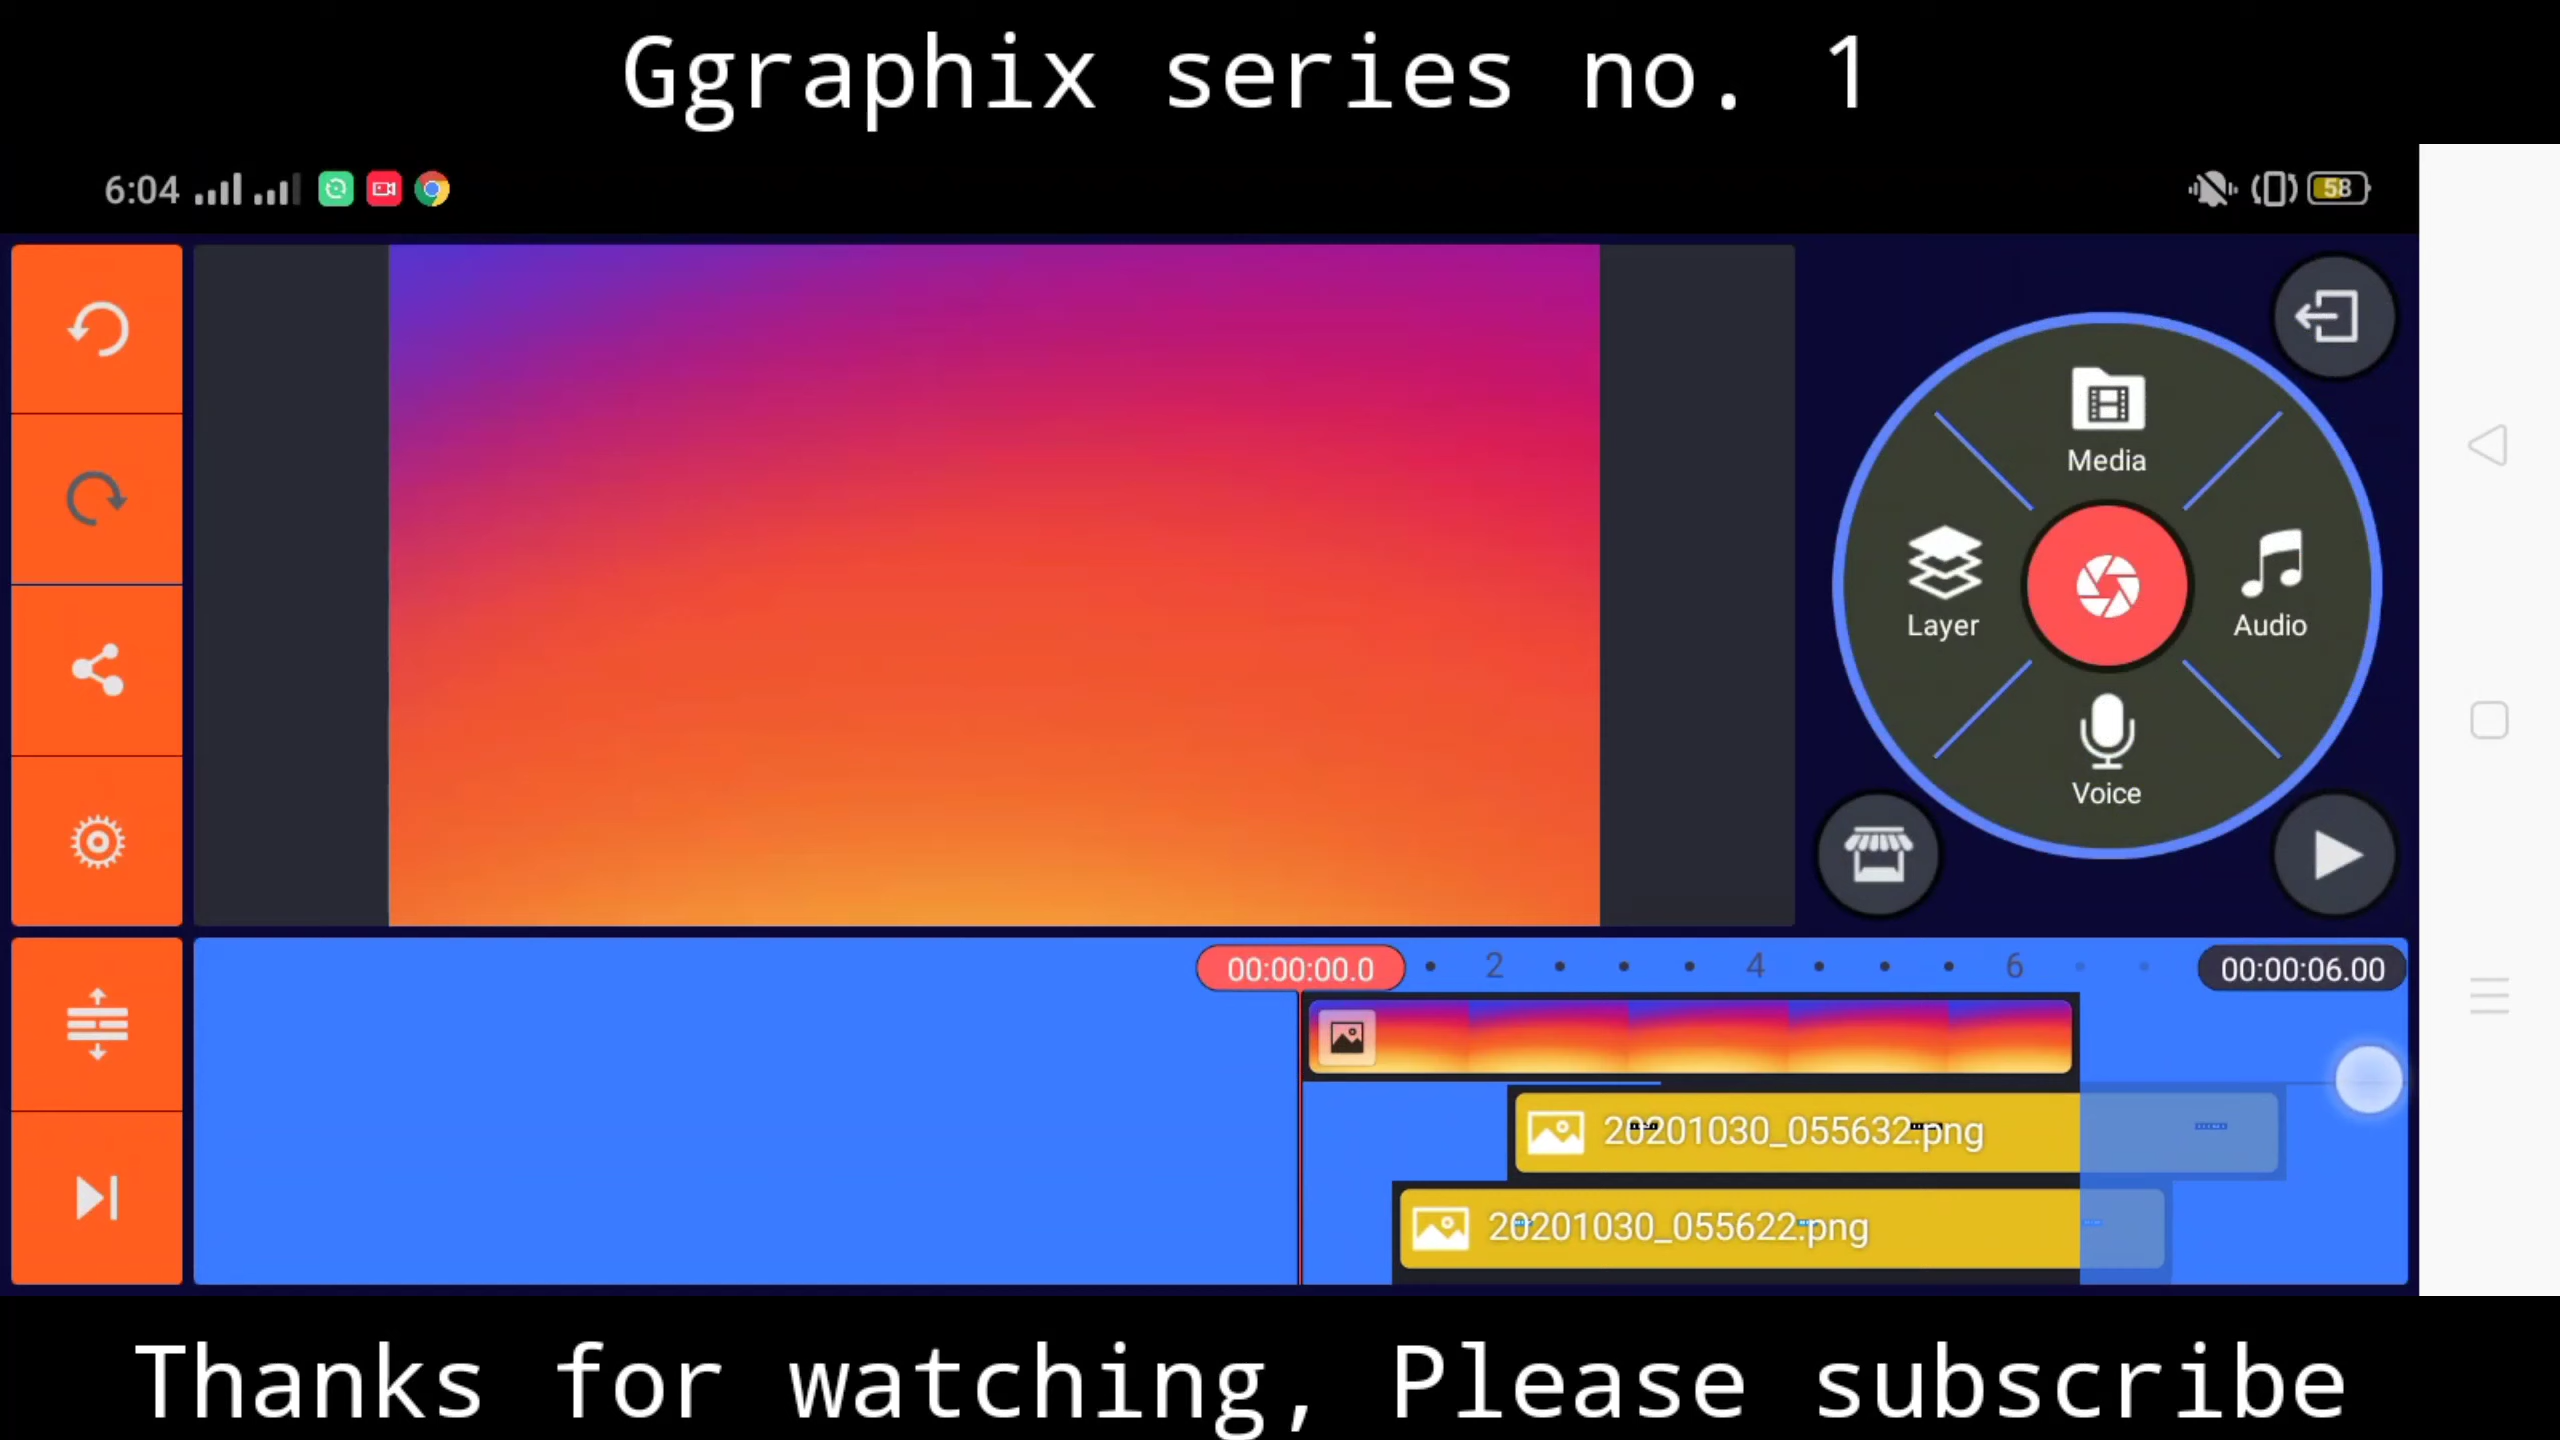 Ggraphix series no. 1
6:04
58
Media
Layer
Audio
Voice
00:00:00.0
2
4
6
00:00:06.00
20201030_055632.png
20201030_055622.png
Thanks for watching, Please subscribe